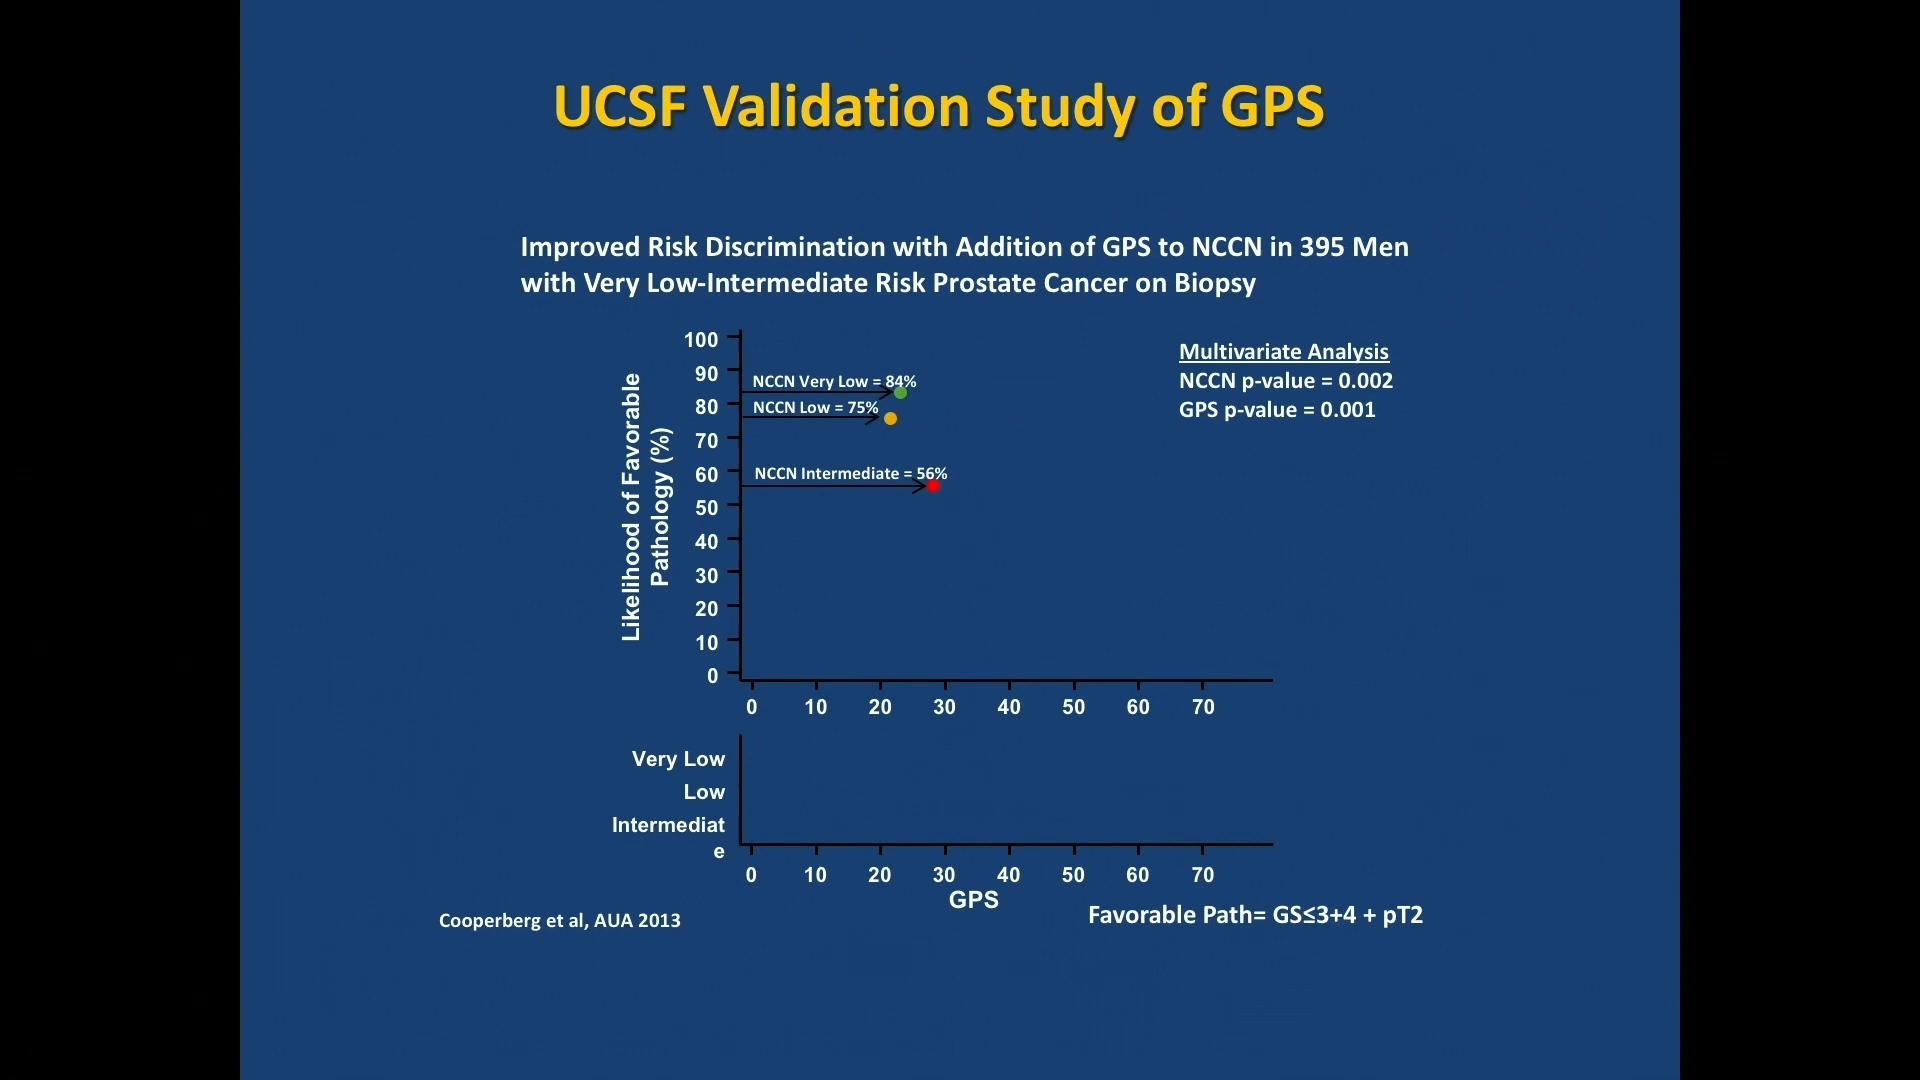 UCSF Validation Study of GPS
Improved Risk Discrimination with Addition of GPS to NCCN in 395 Men
with Very Low-Intermediate Risk Prostate Cancer on Biopsy
Multivariate Analysis
NCCN p-value = 0.002
GPS p-value = 0.001
Likelihood of Favorable
Pathology (%)
100
90
80
70
60
50
40
30
20
10
0
NCCN Very Low = 84%
NCCN Low = 75%
NCCN Intermediate = 56%
0 10 20 30 40 50 60 70
Very Low
Low
Intermediat
e
0 10 20 30 40 50 60 70
GPS
Cooperberg et al, AUA 2013
Favorable Path= GS≤3+4 + pT2